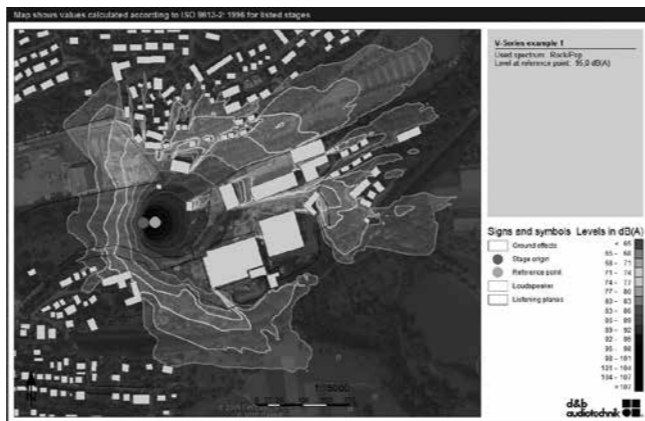 Map shows values calculated according to ISO 9613-2: 1996 for listed stages
V-Series example 1
Used spectrum: Rock/Pop
Level at reference point: 95,0 dB(A)
Signs and symbols
Levels in dB(A)
Ground effects
Stage origin
Reference point
Loudspeaker
Listening planes
< 65
65 - 68
68 - 71
71 - 74
74 - 77
77 - 80
80 - 83
83 - 86
86 - 89
89 - 92
92 - 95
95 - 98
98 - 101
101 - 104
104 - 107
> 107
N
1:5000
d&b
audiotechnik